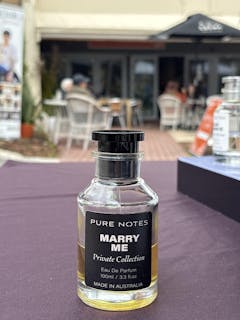 PURE NOTES
MARRY
ME
Private Collection
Eau De Parfum
100ml / 3.3 fl.oz
MADE IN AUSTRALIA